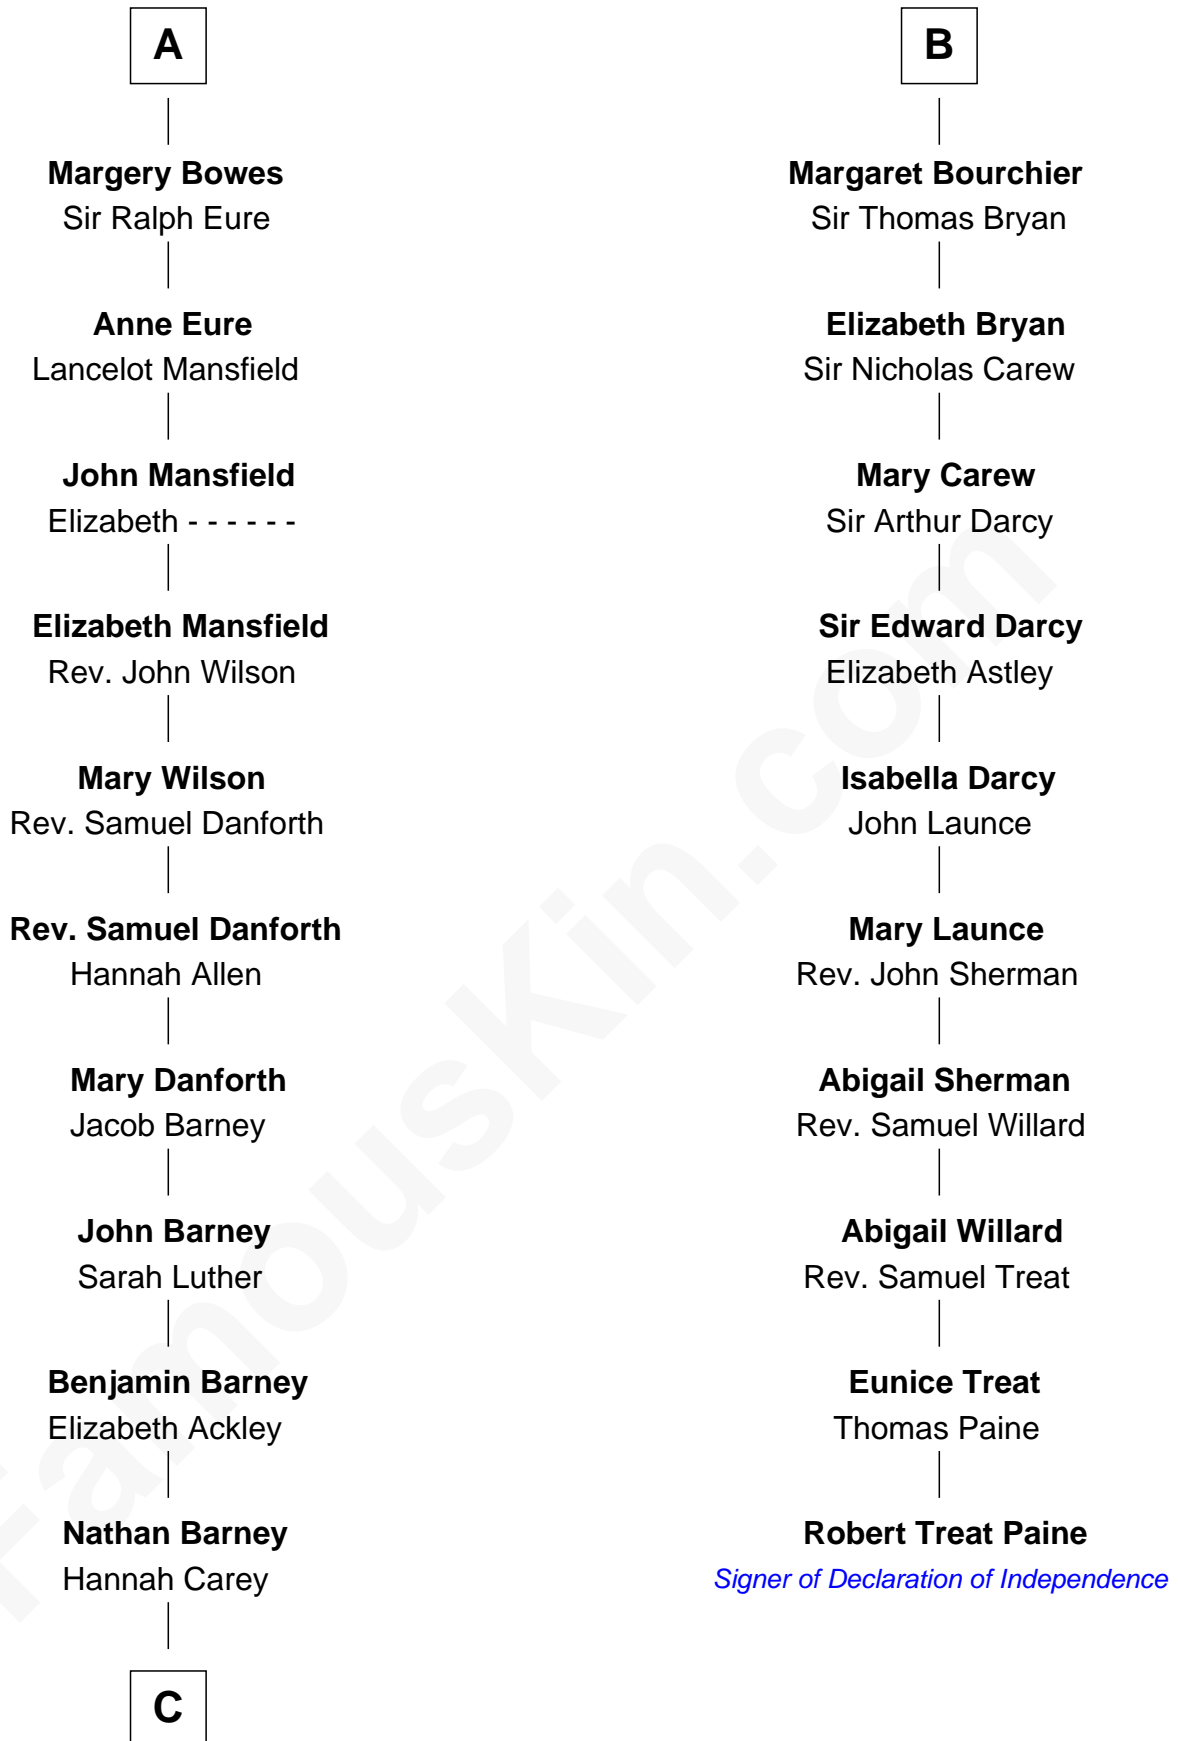 A
Margery Bowes
Sir Ralph Eure
Anne Eure
Lancelot Mansfield
John Mansfield
Elizabeth - - - - - -
Elizabeth Mansfield
Rev. John Wilson
Mary Wilson
Rev. Samuel Danforth
Rev. Samuel Danforth
Hannah Allen
Mary Danforth
Jacob Barney
John Barney
Sarah Luther
Benjamin Barney
Elizabeth Ackley
Nathan Barney
Hannah Carey
C
B
Margaret Bourchier
Sir Thomas Bryan
Elizabeth Bryan
Sir Nicholas Carew
Mary Carew
Sir Arthur Darcy
Sir Edward Darcy
Elizabeth Astley
Isabella Darcy
John Launce
Mary Launce
Rev. John Sherman
Abigail Sherman
Rev. Samuel Willard
Abigail Willard
Rev. Samuel Treat
Eunice Treat
Thomas Paine
Robert Treat Paine
Signer of Declaration of Independence
FamousKin.com